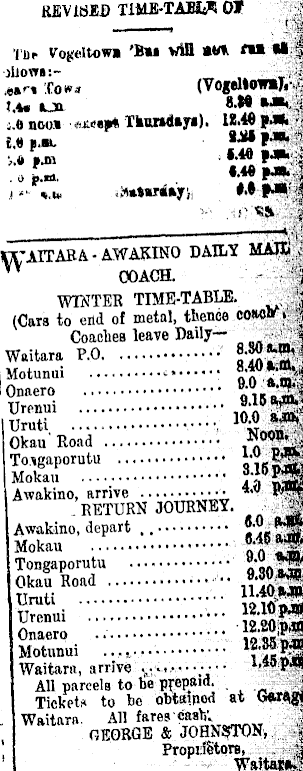 REVISED TIME-TABLE OF
The Vogeltown 'Bus will now run as
ollows:—
Town (Vogeltown),
8.30 a.m.
noon except Thursdays). 12.40 p.m.
p.m. 2.25 p.m.
p.m 5.40 p.m.
p.m. 6.40 p.m.
Saturday) p.m
WAITARA-AWAKINO DAILY MAIL
COACH.
WINTER TIME-TABLE.
(Cars to end of metal, thence coach).
Coaches leave Daily—
Waitara P.O. .............. 8.30 a.m.
Motunui .................. 8.40 a.m.
Onaero .................... 9.0 a.m.
Urenui .................... 9.15 a.m.
Uruti ..................... 10.0 a.m.
Okau Road ................ Noon.
Tongaporutu .............. 1.0 p.m.
Mokau .................... 3.15 p.m.
Awakino, arrive ........... 4.0 p.m.
RETURN JOURNEY.
Awakino, depart .......... 6.0 a.m.
Mokau .................... 6.45 a.m.
Tongaporutu .............. 9.0 a.m.
Okau Road ................ 9.30 a.m.
Uruti ..................... 11.40 a.m
Urenui .................... 12.10 p.m
Onaero .................... 12.20 p.m
Motunui .................. 12.35 p.m
Waitara, arrive ........... 1.45 p.m
All parcels to be prepaid.
Tickets to be obtained at Garag
Waitara. All fares cash.
GEORGE & JOHNSTON,
Proprietors,
Waitara.